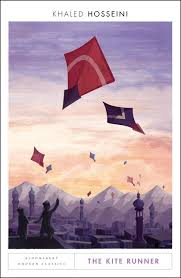 KHALED HOSSEINI
BLOOMSBURY
MODERN CLASSICS
THE KITE RUNNER